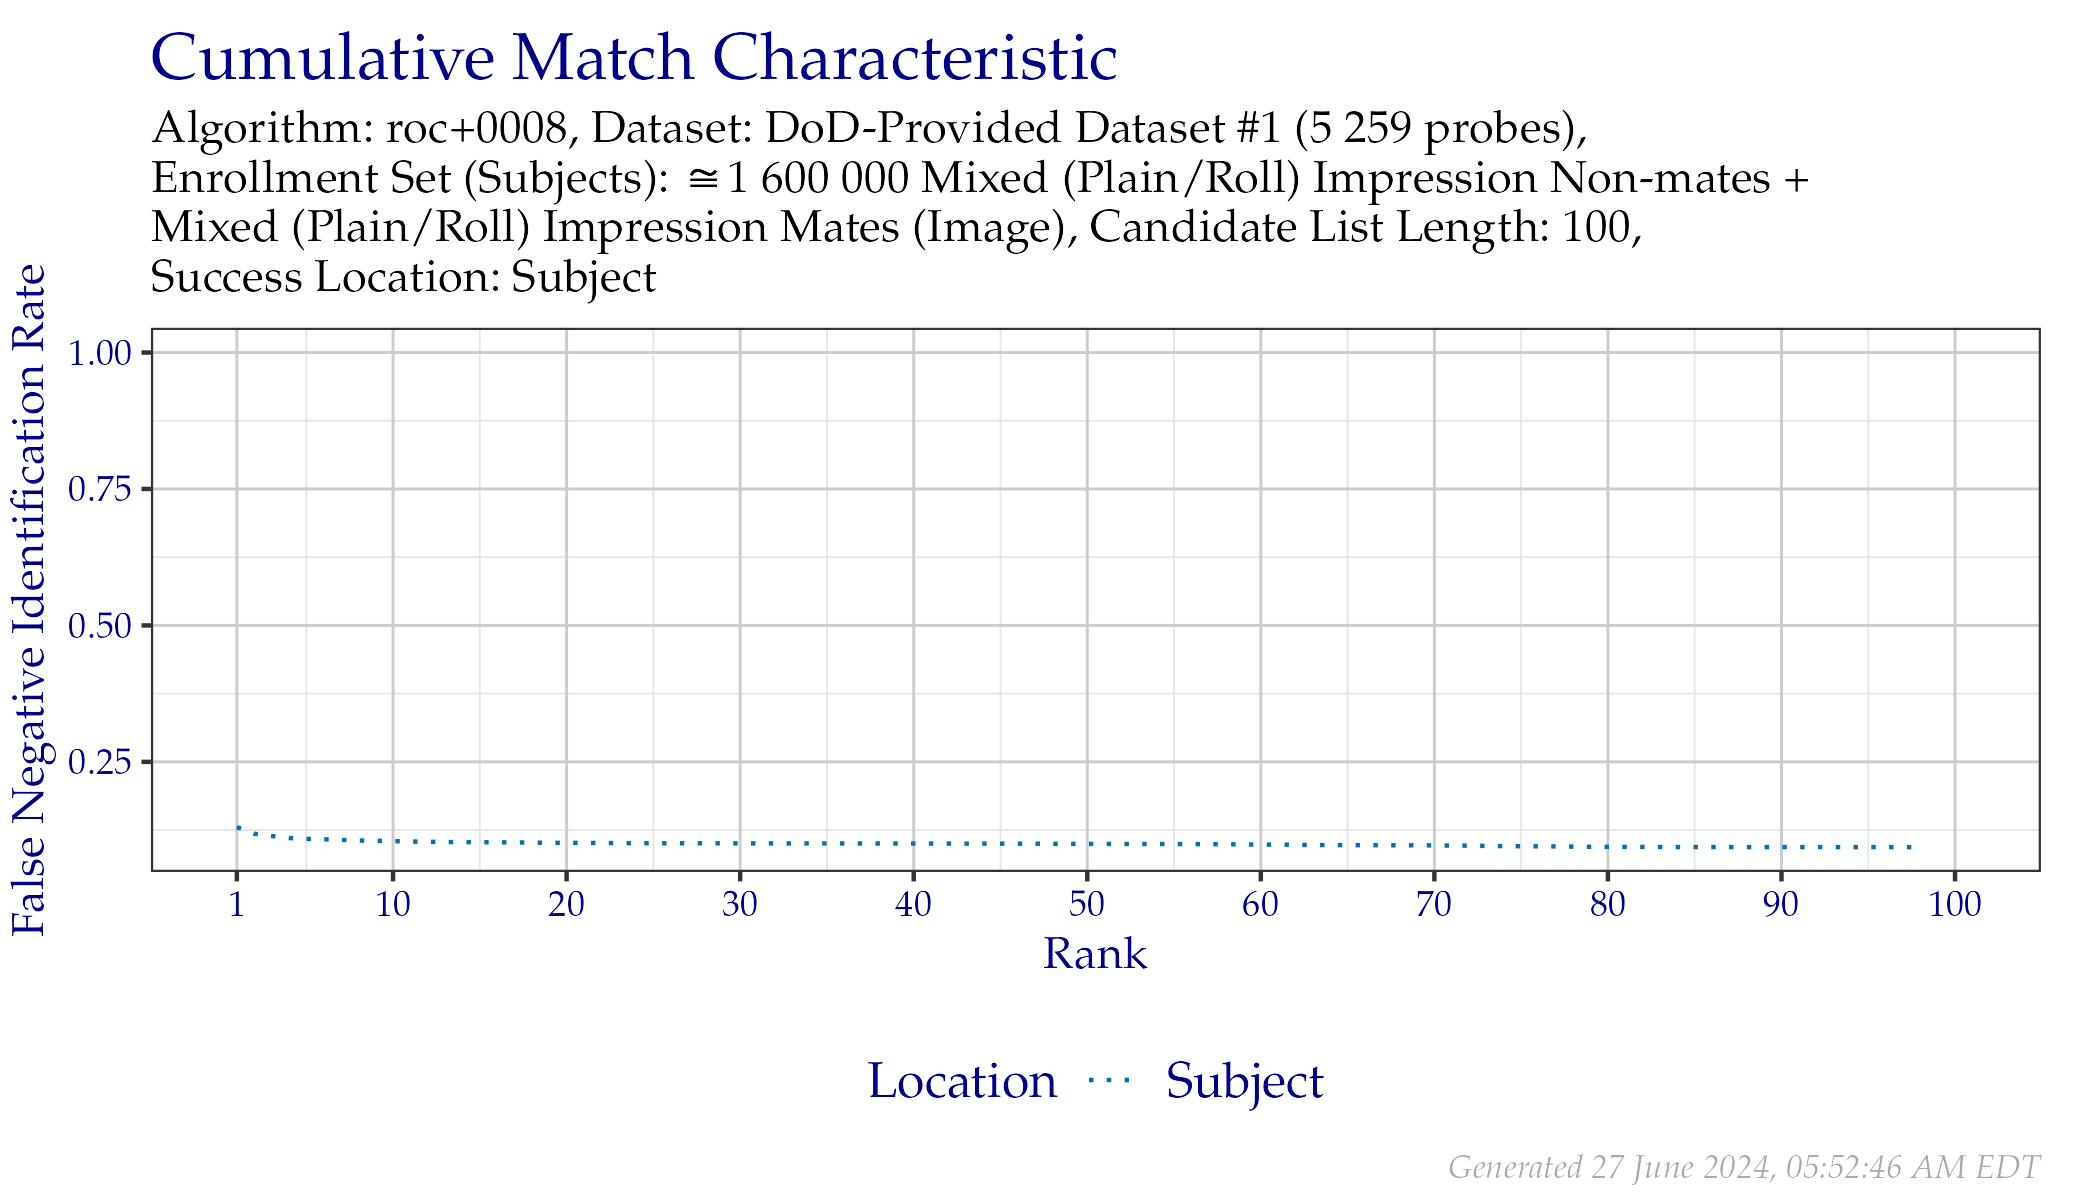 Cumulative Match Characteristic
Algorithm: roc+0008, Dataset: DoD-Provided Dataset #1 (5 259 probes),
Enrollment Set (Subjects): ≅ 1 600 000 Mixed (Plain/Roll) Impression Non-mates +
Mixed (Plain/Roll) Impression Mates (Image), Candidate List Length: 100,
Success Location: Subject
False Negative Identification Rate
1.00
0.75
0.50
0.25
1 10 20 30 40 50 60 70 80 90 100
Rank
Location Subject
Generated 27 June 2024, 05:52:46 AM EDT